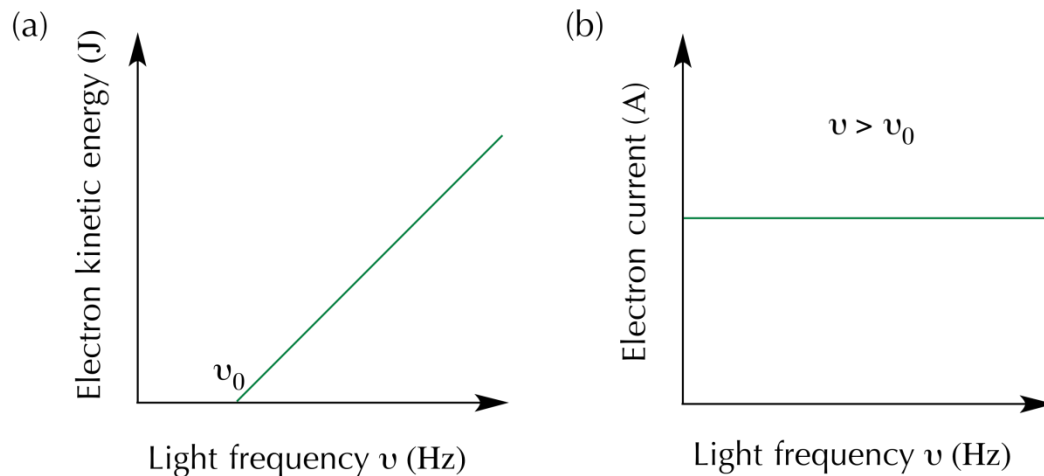 (a)
Electron kinetic energy (J)
υ₀
Light frequency υ (Hz)
(b)
Electron current (A)
υ > υ₀
Light frequency υ (Hz)